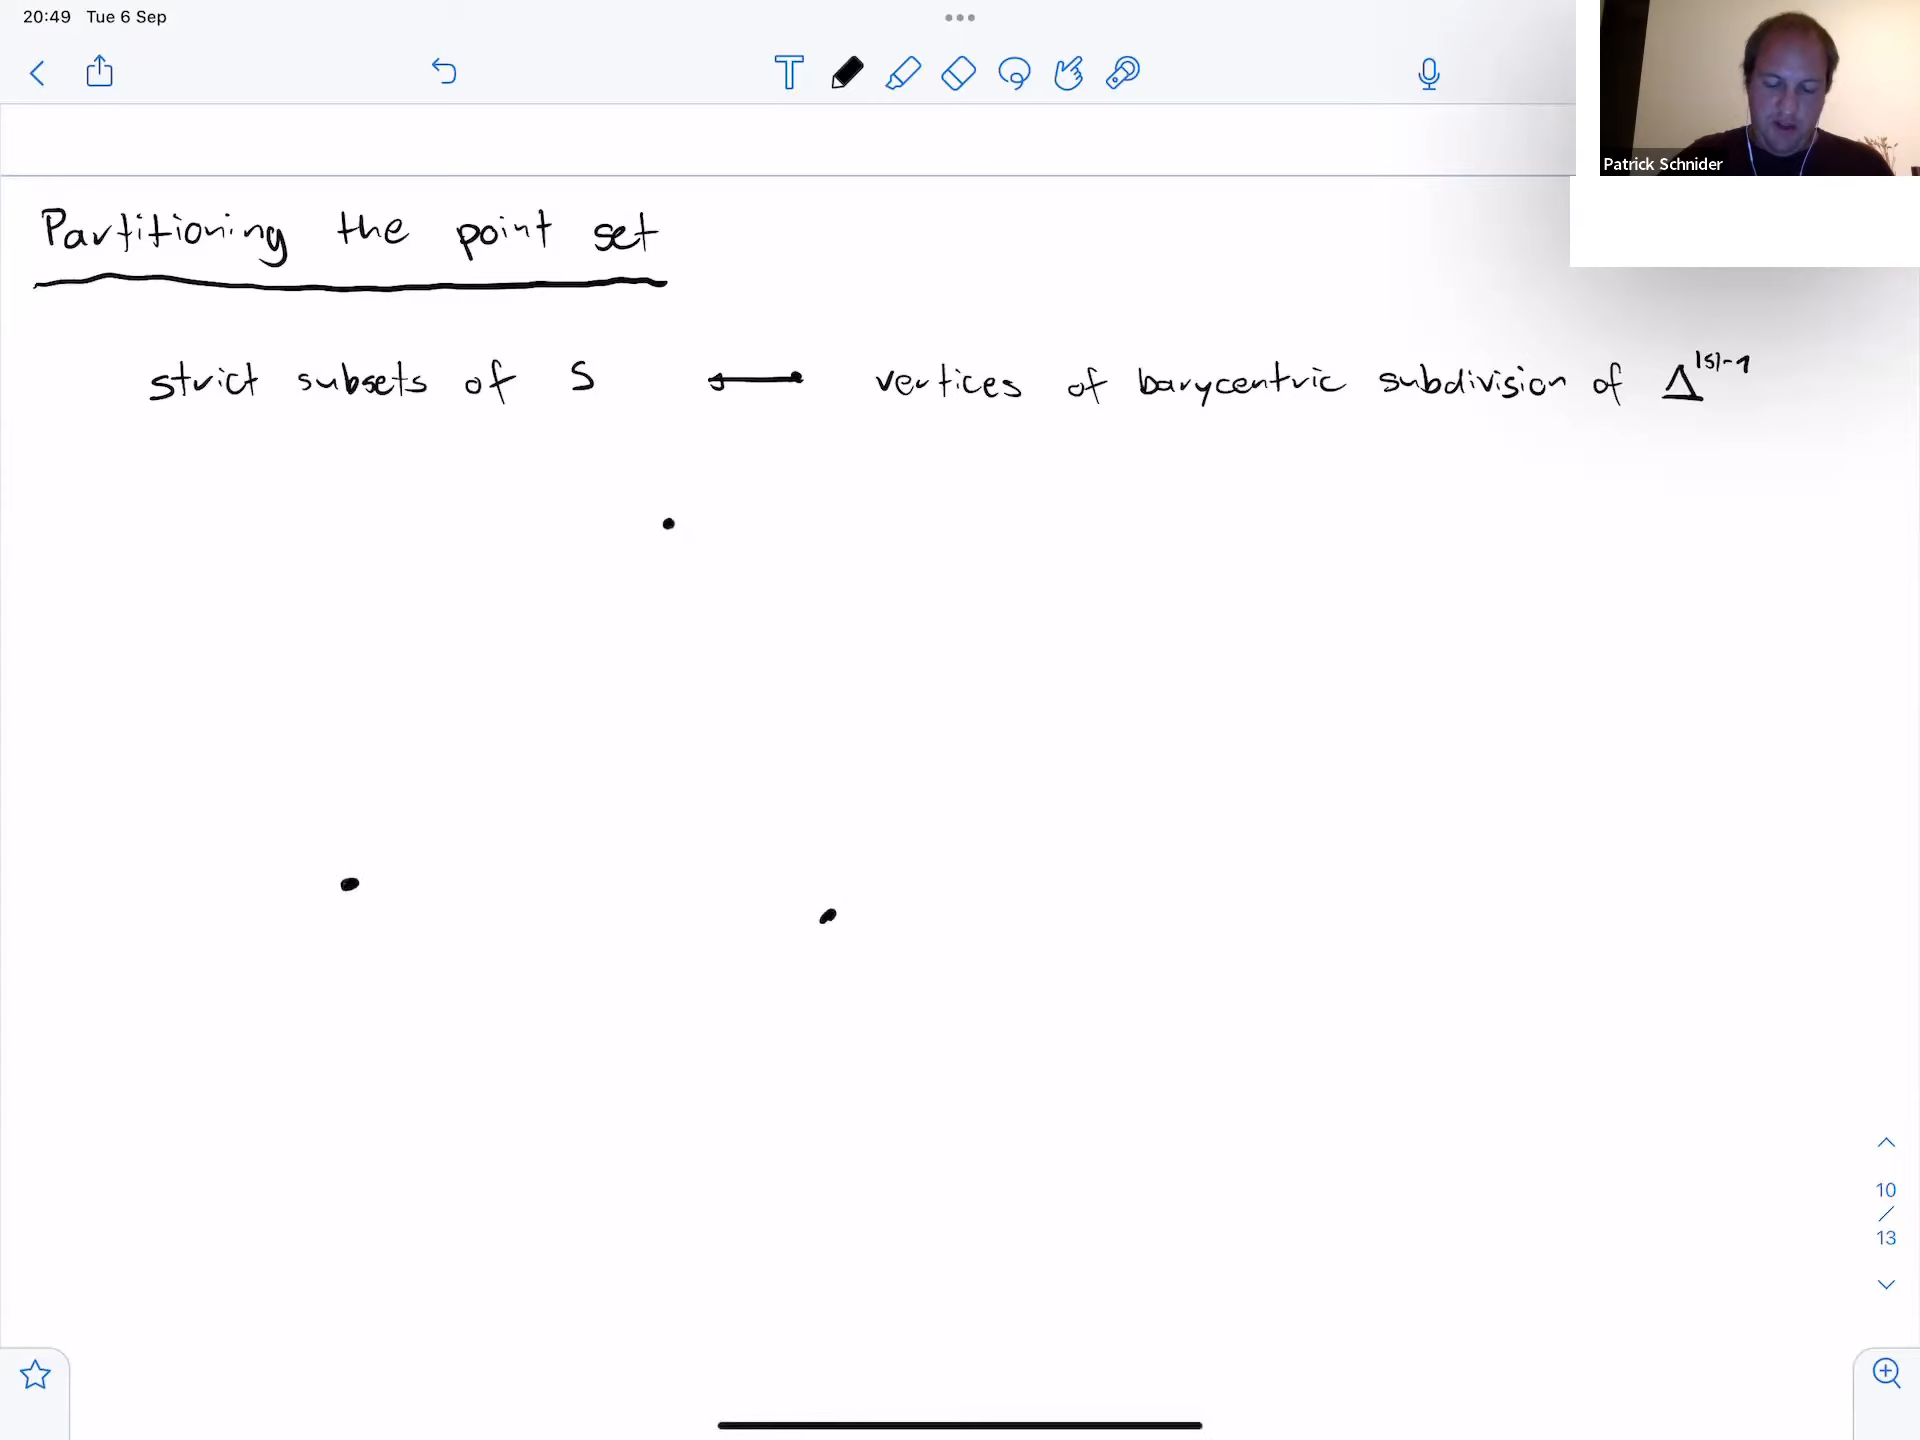 20:49 Tue 6 Sep
T
Patrick Schnider
Partitioning the point set
strict subsets of S ⟷ vertices of barycentric subdivision of Δ^{|S|-1}
10
/
13